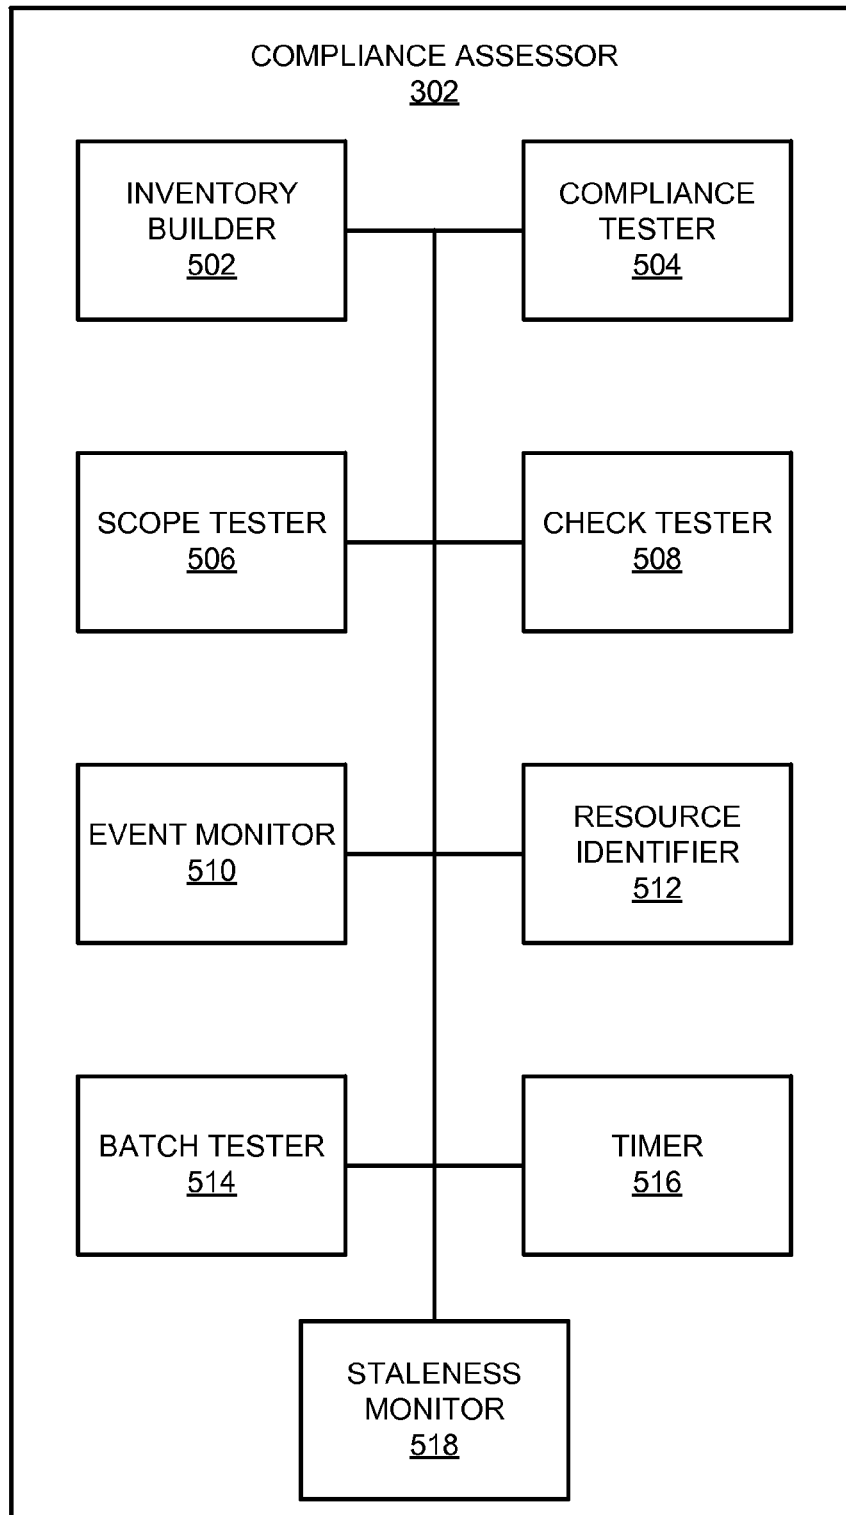 COMPLIANCE ASSESSOR
302
INVENTORY
BUILDER
502
COMPLIANCE
TESTER
504
SCOPE TESTER
506
CHECK TESTER
508
EVENT MONITOR
510
RESOURCE
IDENTIFIER
512
BATCH TESTER
514
TIMER
516
STALENESS
MONITOR
518